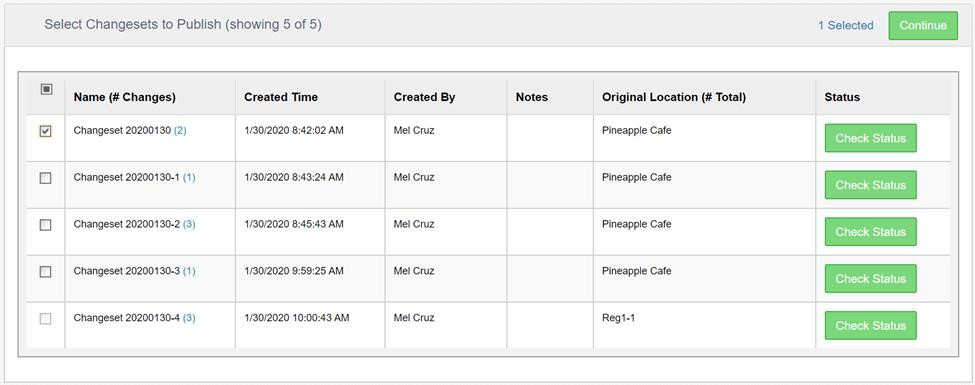 Select Changesets to Publish (showing 5 of 5) 1 Selected Continue
Name (# Changes) Created Time Created By Notes Original Location (# Total) Status
Changeset 20200130 (2) 1/30/2020 8:42:02 AM Mel Cruz Pineapple Cafe Check Status
Changeset 20200130-1 (1) 1/30/2020 8:43:24 AM Mel Cruz Pineapple Cafe Check Status
Changeset 20200130-2 (3) 1/30/2020 8:45:43 AM Mel Cruz Pineapple Cafe Check Status
Changeset 20200130-3 (1) 1/30/2020 9:59:25 AM Mel Cruz Pineapple Cafe Check Status
Changeset 20200130-4 (3) 1/30/2020 10:00:43 AM Mel Cruz Reg1-1 Check Status